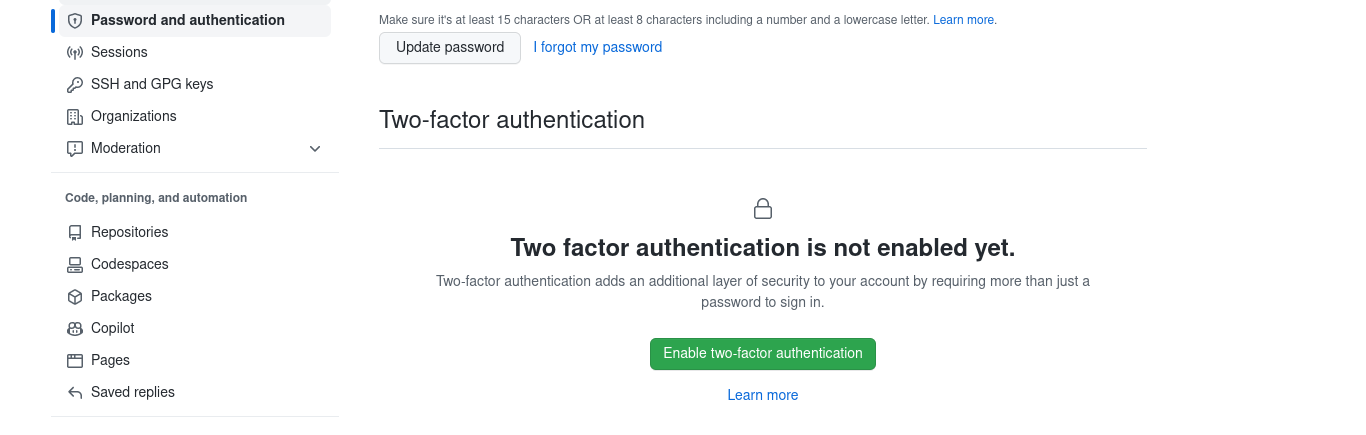 Password and authentication
Sessions
SSH and GPG keys
Organizations
Moderation
Code, planning, and automation
Repositories
Codespaces
Packages
Copilot
Pages
Saved replies
Make sure it's at least 15 characters OR at least 8 characters including a number and a lowercase letter. Learn more.
Update password I forgot my password
Two-factor authentication
Two factor authentication is not enabled yet.
Two-factor authentication adds an additional layer of security to your account by requiring more than just a
password to sign in.
Enable two-factor authentication
Learn more